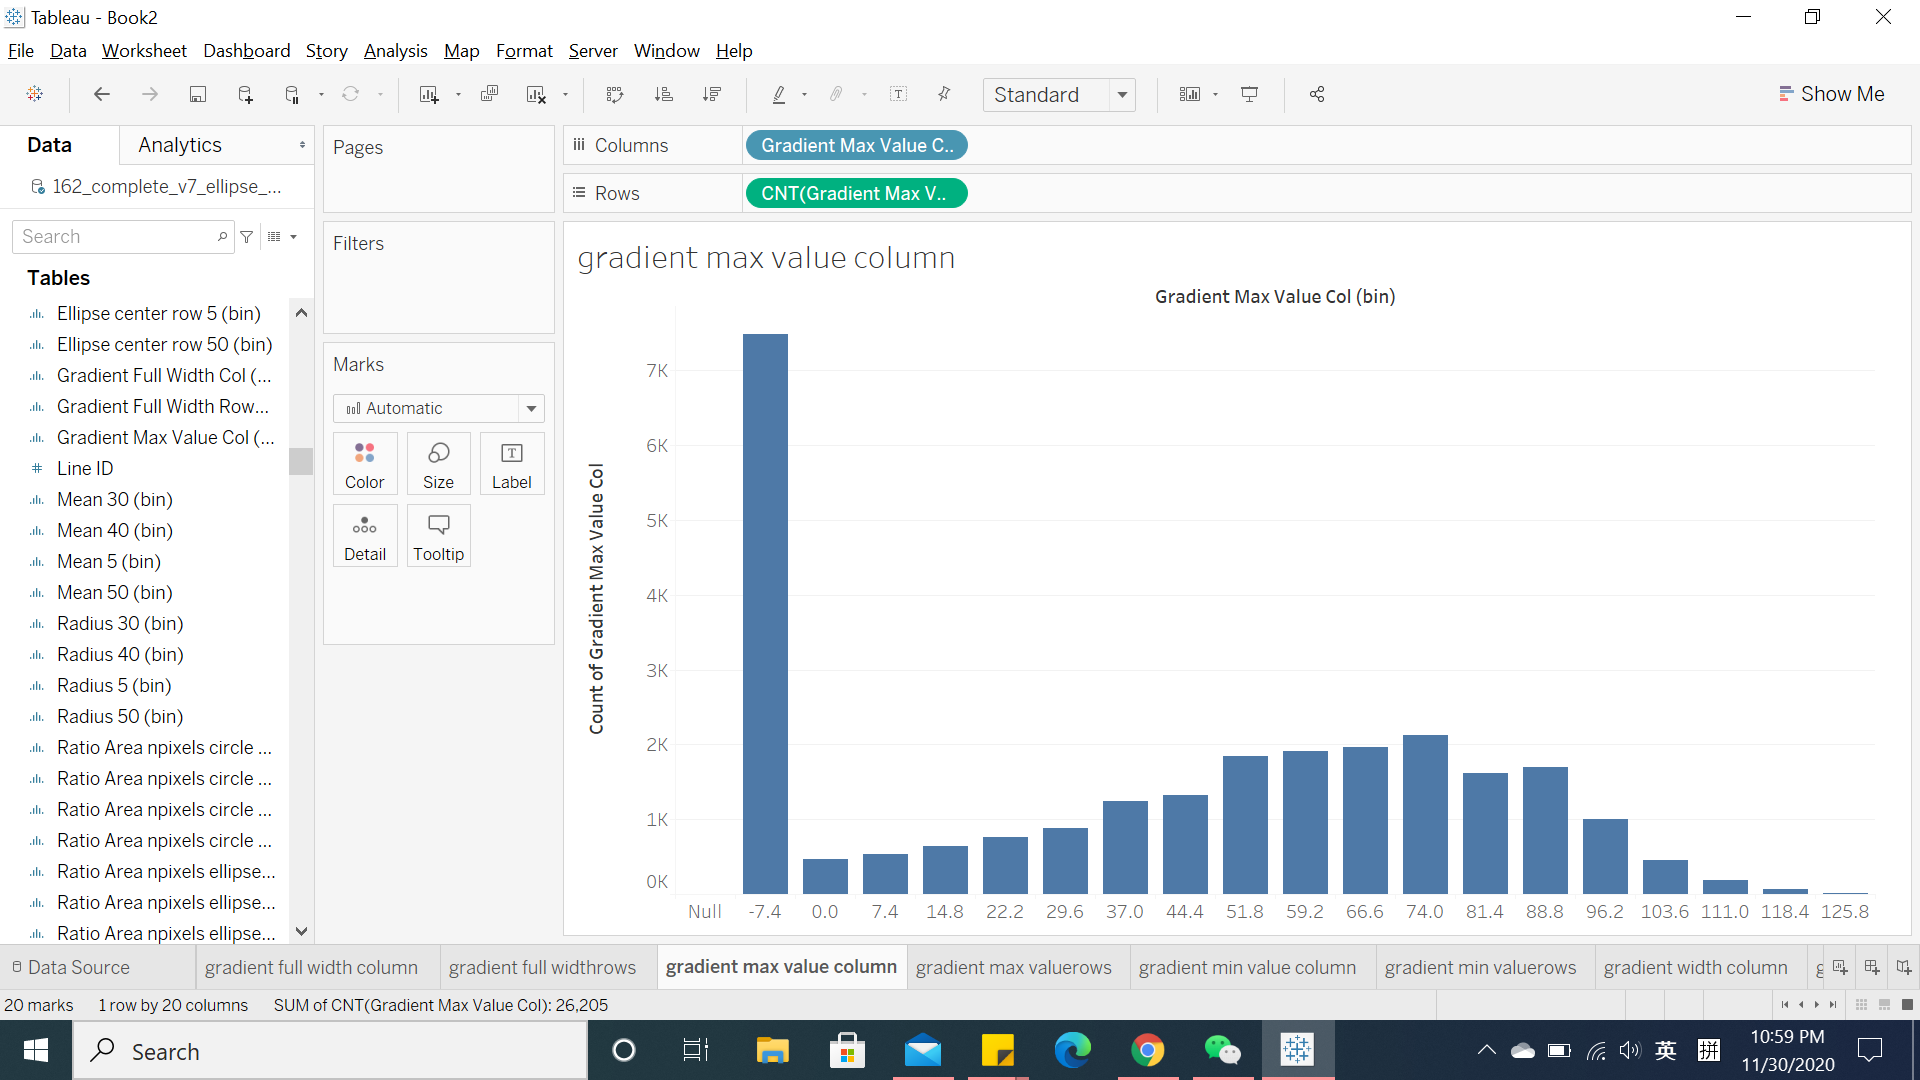 Tableau - Book2
File Data Worksheet Dashboard Story Analysis Map Format Server Window Help
Standard
Show Me
Data
Analytics
162_complete_v7_ellipse_...
Search
Tables
Ellipse center row 5 (bin)
Ellipse center row 50 (bin)
Gradient Full Width Col (...
Gradient Full Width Row...
Gradient Max Value Col (...
Line ID
Mean 30 (bin)
Mean 40 (bin)
Mean 5 (bin)
Mean 50 (bin)
Radius 30 (bin)
Radius 40 (bin)
Radius 5 (bin)
Radius 50 (bin)
Ratio Area npixels circle ...
Ratio Area npixels circle ...
Ratio Area npixels circle ...
Ratio Area npixels circle ...
Ratio Area npixels ellipse...
Ratio Area npixels ellipse...
Ratio Area npixels ellipse...
Pages
Filters
Marks
Automatic
Color Size Label
T
Detail Tooltip
Columns
Gradient Max Value C..
Rows
CNT(Gradient Max V..
gradient max value column
Gradient Max Value Col (bin)
Count of Gradient Max Value Col
7K
6K
5K
4K
3K
2K
1K
0K
Null -7.4 0.0 7.4 14.8 22.2 29.6 37.0 44.4 51.8 59.2 66.6 74.0 81.4 88.8 96.2 103.6 111.0 118.4 125.8
Data Source gradient full width column gradient full widthrows gradient max value column gradient max valuerows gradient min value column gradient min valuerows gradient width column g
20 marks 1 row by 20 columns SUM of CNT(Gradient Max Value Col): 26,205
Search
英
拼
10:59 PM
11/30/2020